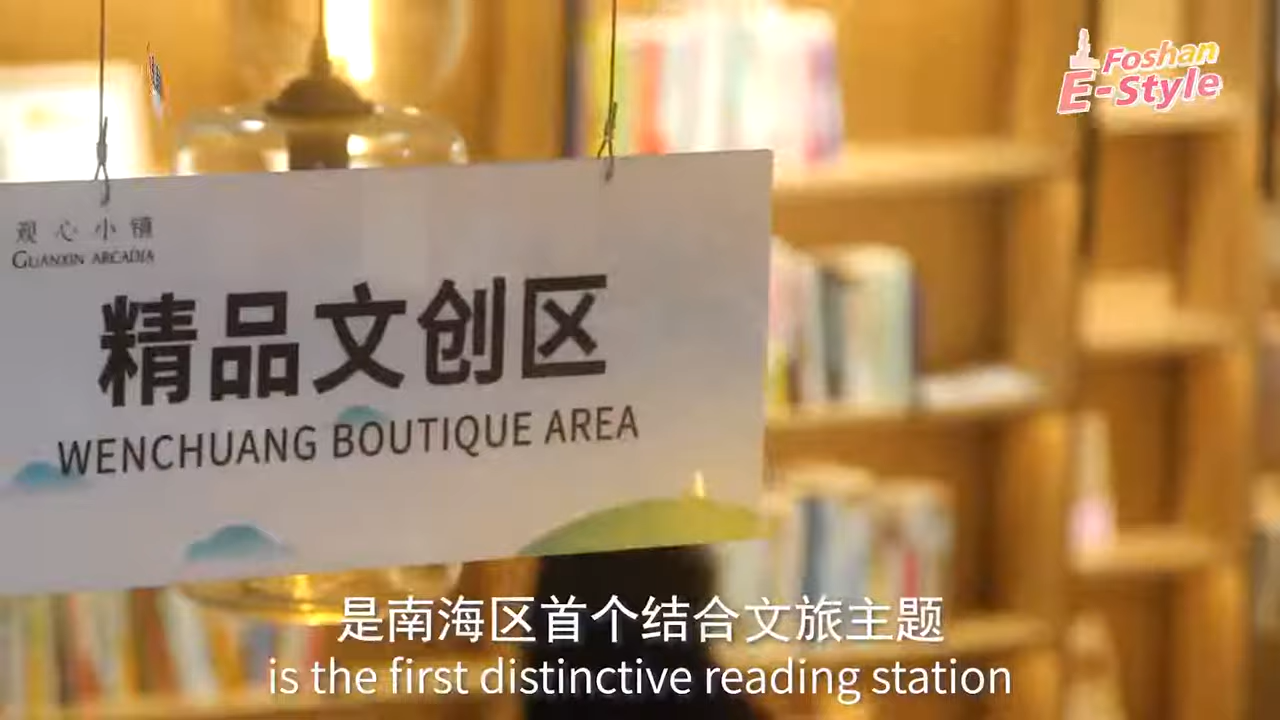 Foshan
E-Style
观心小镇
GUANXIN ARCADIA
精品文创区
WENCHUANG BOUTIQUE AREA
是南海区首个结合文旅主题
is the first distinctive reading station